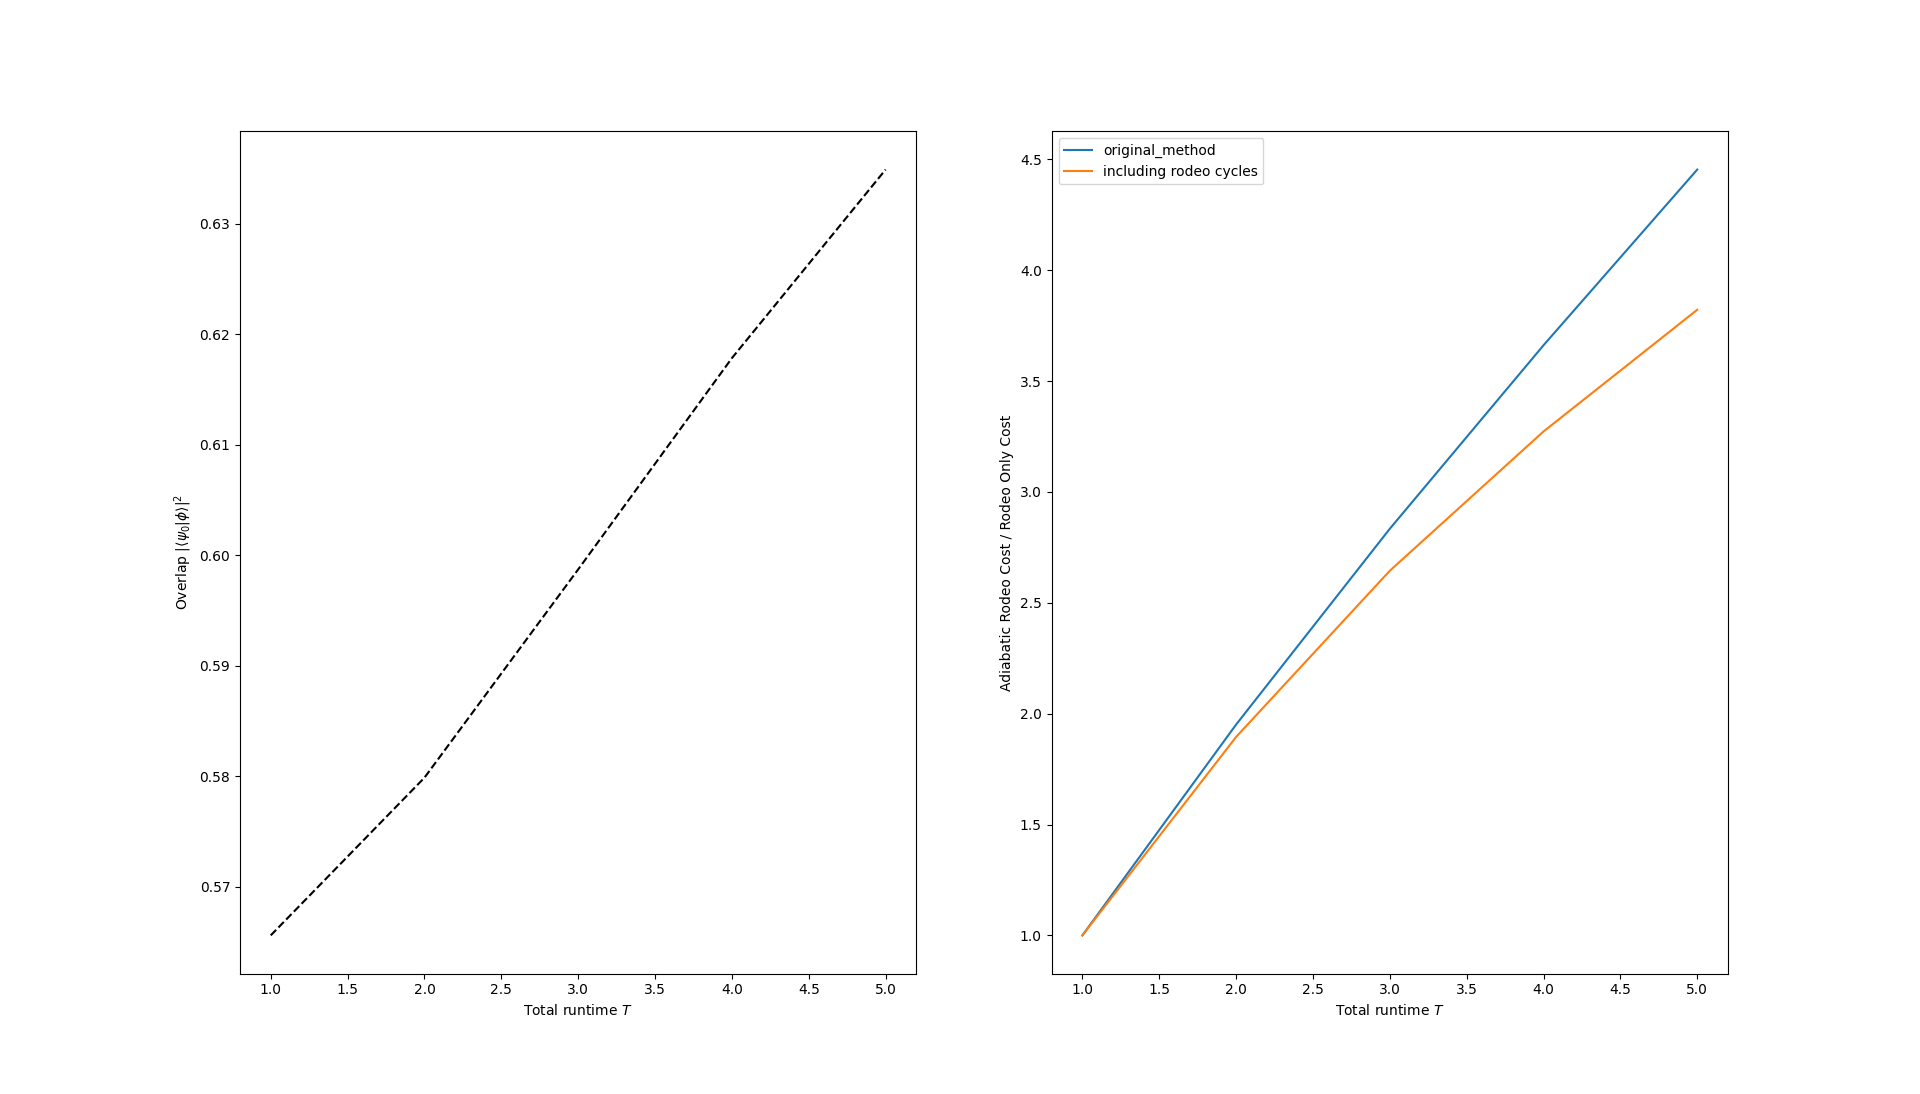 Overlap |⟨ψ₀|ϕ⟩|²
0.63
0.62
0.61
0.60
0.59
0.58
0.57
1.0 1.5 2.0 2.5 3.0 3.5 4.0 4.5 5.0
Total runtime T
Adiabatic Rodeo Cost / Rodeo Only Cost
4.5
4.0
3.5
3.0
2.5
2.0
1.5
1.0
original_method
including rodeo cycles
1.0 1.5 2.0 2.5 3.0 3.5 4.0 4.5 5.0
Total runtime T